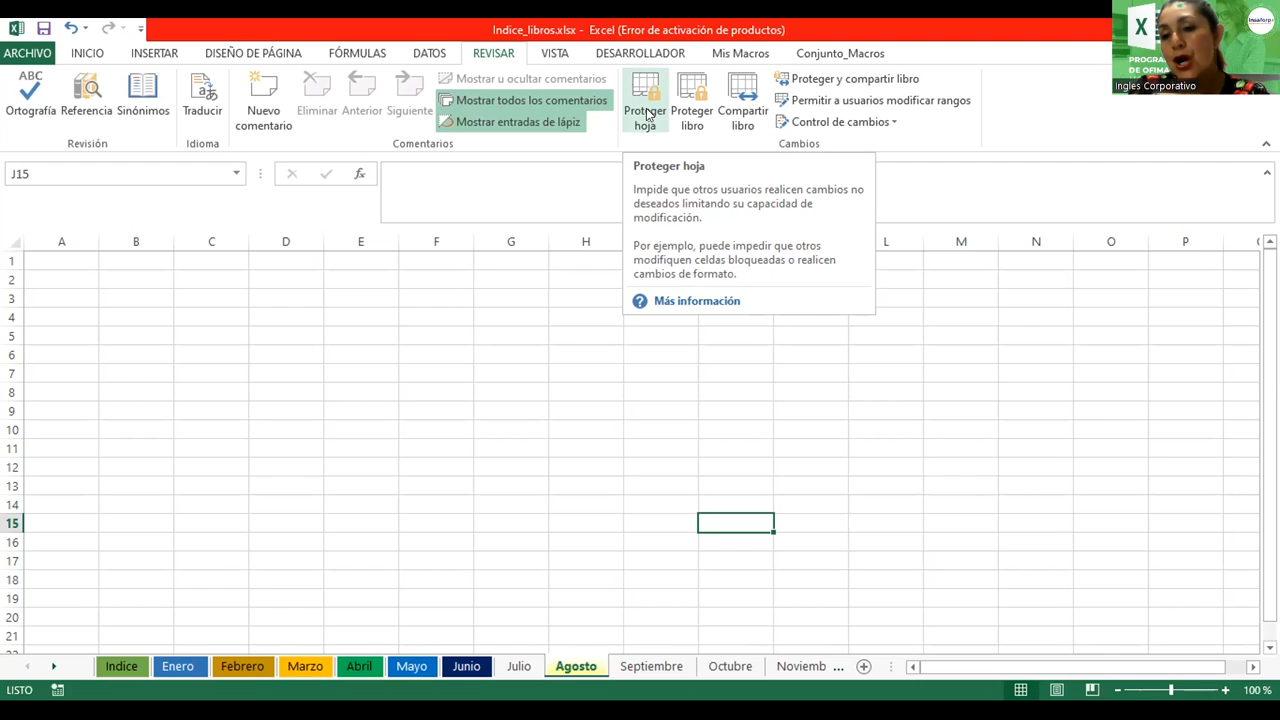 Indice_libros.xlsx - Excel (Error de activación de productos)
ARCHIVO INICIO INSERTAR DISEÑO DE PÁGINA FÓRMULAS DATOS REVISAR VISTA DESARROLLADOR Mis Macros Conjunto_Macros
PROGRA
DE OFIMA
Ingles Corporativo
ABC
Ortografía
Referencia
Sinónimos
Revisión
Traducir
Idioma
Nuevo
comentario
Eliminar
Anterior
Siguiente
Mostrar u ocultar comentarios
Mostrar todos los comentarios
Mostrar entradas de lápiz
Comentarios
Proteger
hoja
Proteger
libro
Compartir
libro
Proteger y compartir libro
Permitir a usuarios modificar rangos
Control de cambios
Cambios
J15
fx
Proteger hoja
Impide que otros usuarios realicen cambios no
deseados limitando su capacidad de
modificación.
Por ejemplo, puede impedir que otros
modifiquen celdas bloqueadas o realicen
cambios de formato.
? Más información
A B C D E F G H L M N O P
1
2
3
4
5
6
7
8
9
10
11
12
13
14
15
16
17
18
19
20
21
Indice Enero Febrero Marzo Abril Mayo Junio Julio Agosto Septiembre Octubre Noviemb ...
LISTO
100 %